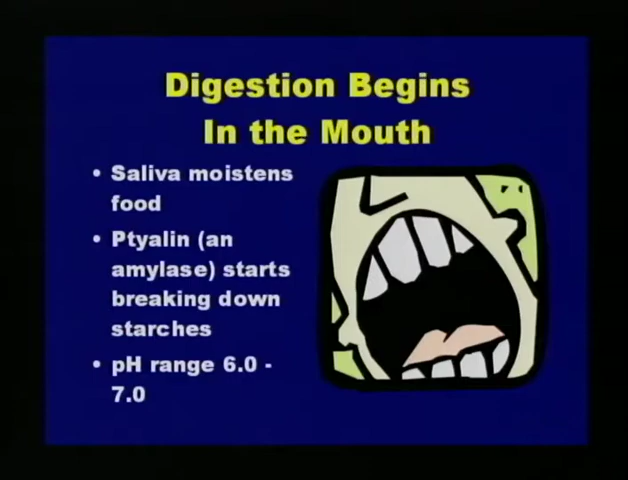 Digestion Begins
In the Mouth
• Saliva moistens
food
• Ptyalin (an
amylase) starts
breaking down
starches
• pH range 6.0 -
7.0